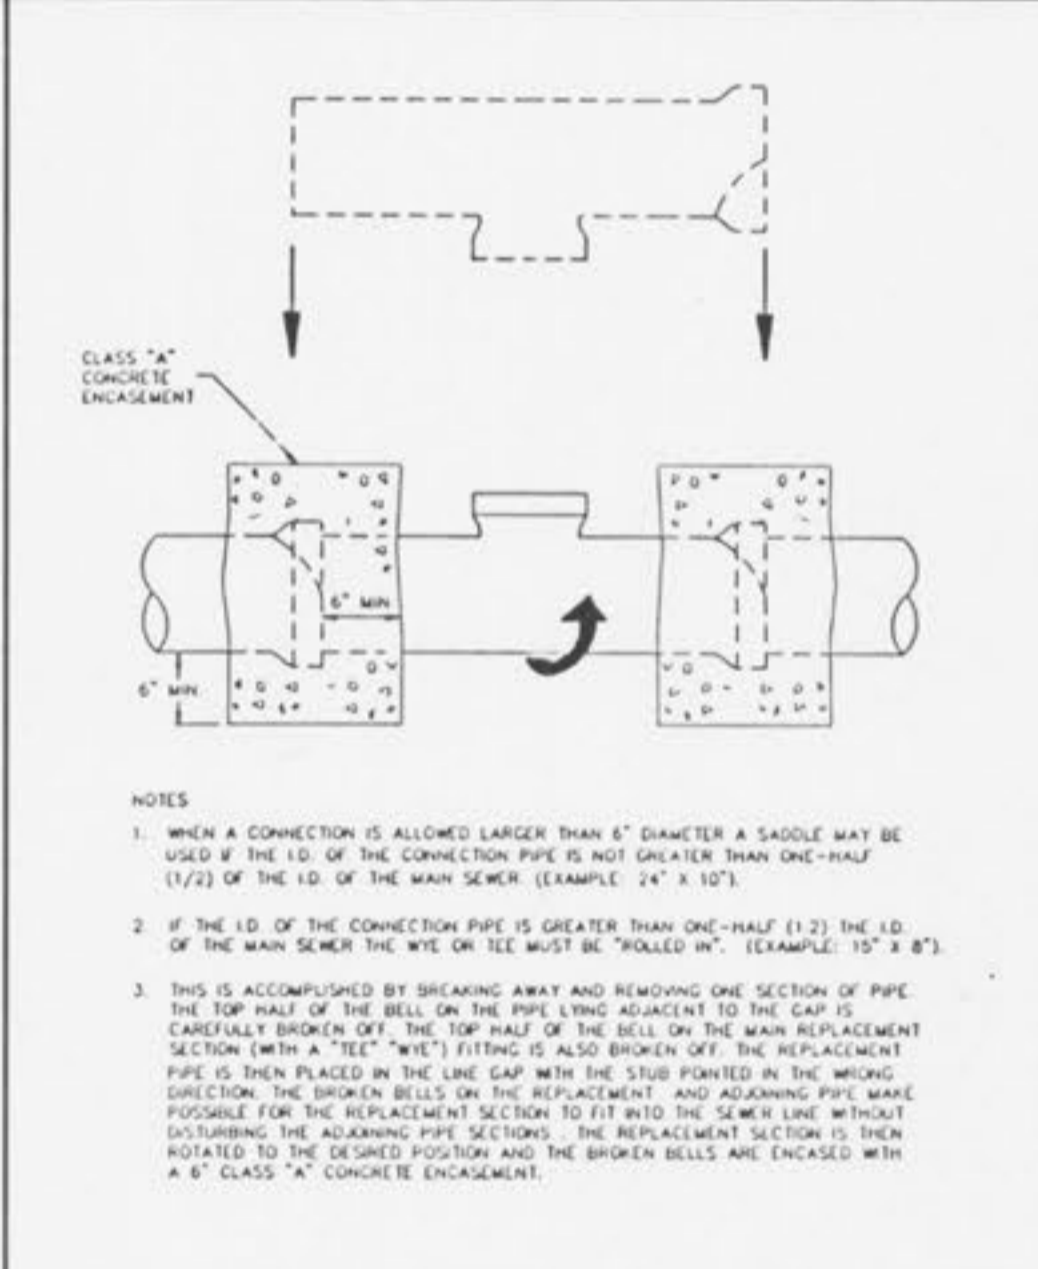 CLASS "A"
CONCRETE
ENCASEMENT
6" MIN
6" MIN
NOTES
1. WHEN A CONNECTION IS ALLOWED LARGER THAN 6" DIAMETER A SADDLE MAY BE
USED IF THE I.D. OF THE CONNECTION PIPE IS NOT GREATER THAN ONE-HALF
(1/2) OF THE I.D. OF THE MAIN SEWER. (EXAMPLE: 24" X 10").
2 IF THE I.D. OF THE CONNECTION PIPE IS GREATER THAN ONE-HALF (1 2) THE I.D.
OF THE MAIN SEWER THE WYE OR TEE MUST BE "ROLLED IN". (EXAMPLE: 15" X 8").
3. THIS IS ACCOMPLISHED BY BREAKING AWAY AND REMOVING ONE SECTION OF PIPE.
THE TOP HALF OF THE BELL ON THE PIPE LYING ADJACENT TO THE GAP IS
CAREFULLY BROKEN OFF. THE TOP HALF OF THE BELL ON THE MAIN REPLACEMENT
SECTION (WITH A "TEE" "WYE") FITTING IS ALSO BROKEN OFF. THE REPLACEMENT
PIPE IS THEN PLACED IN THE LINE GAP WITH THE STUB POINTED IN THE WRONG
DIRECTION. THE BROKEN BELLS ON THE REPLACEMENT AND ADJOINING PIPE MAKE
POSSIBLE FOR THE REPLACEMENT SECTION TO FIT INTO THE SEWER LINE WITHOUT
DISTURBING THE ADJOINING PIPE SECTIONS . THE REPLACEMENT SECTION IS THEN
ROTATED TO THE DESIRED POSITION AND THE BROKEN BELLS ARE ENCASED WITH
A 6" CLASS "A" CONCRETE ENCASEMENT.